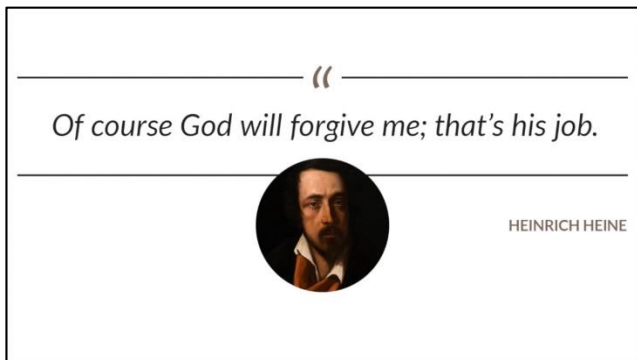 “
Of course God will forgive me; that’s his job.
HEINRICH HEINE